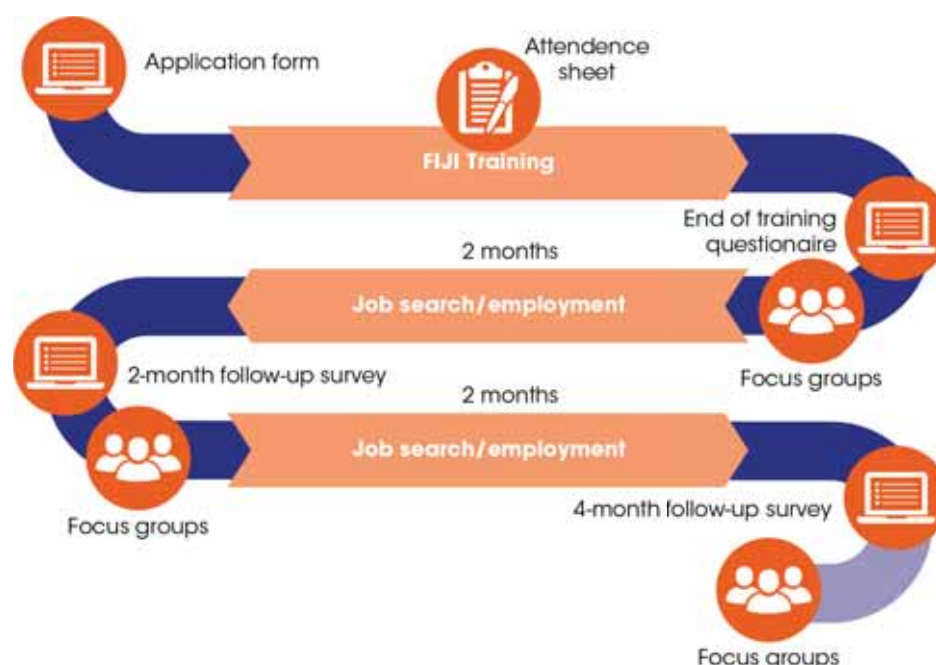 Application form
Attendence
sheet
FIJI Training
End of training
questionaire
2 months
Job search/employment
Focus groups
2-month follow-up survey
2 months
Job search/employment
Focus groups
4-month follow-up survey
Focus groups